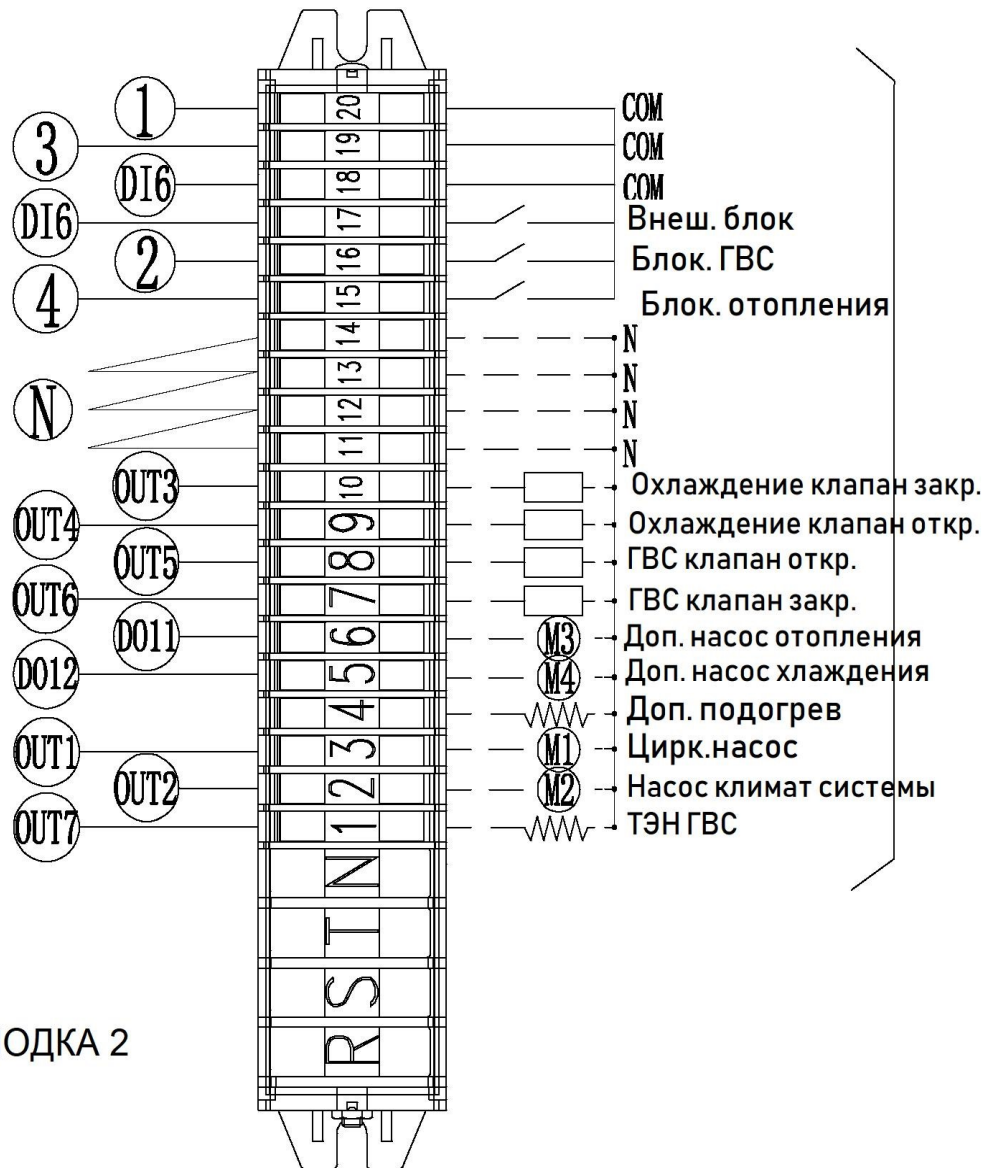 1 20 COM
3 19 COM
DI6 18 COM
DI6 17 Внеш. блок
2 16 Блок. ГВС
4 15 Блок. отопления
14 N
13 N
N 12 N
11 N
OUT3 10 Охлаждение клапан закр.
OUT4 9 Охлаждение клапан откр.
OUT5 8 ГВС клапан откр.
OUT6 7 ГВС клапан закр.
DO11 6 M3 Доп. насос отопления
DO12 5 M4 Доп. насос хлаждения
4 Доп. подогрев
OUT1 3 M1 Цирк.насос
OUT2 2 M2 Насос климат системы
OUT7 1 ТЭН ГВС
N
T
S
R
ОДКА 2